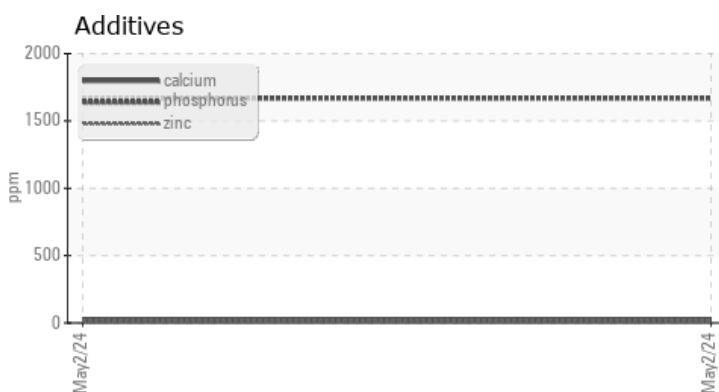 Additives
2000
1500
1000
500
0
ppm
calcium
phosphorus
zinc
May2/24
May2/24